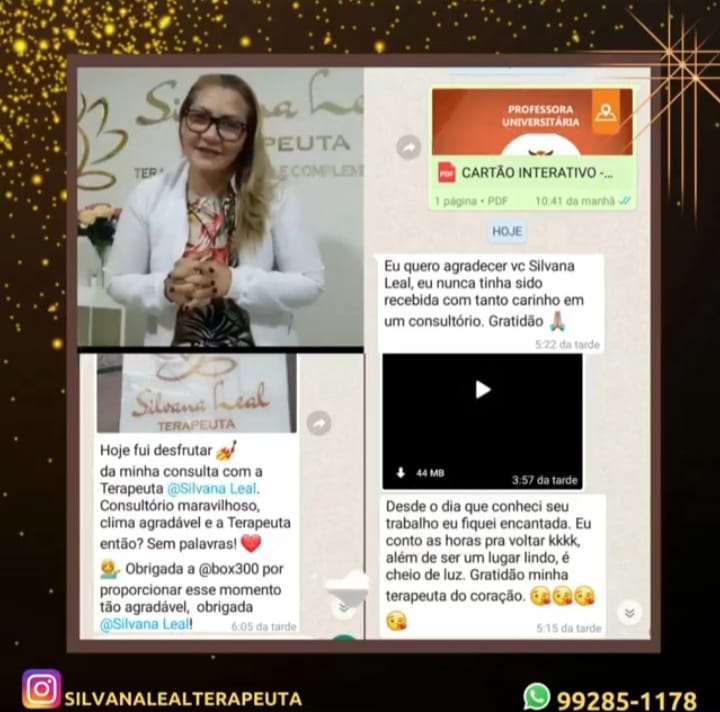 Silvana Le
PEUTA
TER
E COMPLEM
PROFESSORA
UNIVERSITÁRIA
PDF CARTÃO INTERATIVO -...
1 página • PDF 10:41 da manhã
HOJE
Eu quero agradecer vc Silvana
Leal, eu nunca tinha sido
recebida com tanto carinho em
um consultório. Gratidão 🙏🏽
5:22 da tarde
44 MB 3:57 da tarde
Desde o dia que conheci seu
trabalho eu fiquei encantada. Eu
conto as horas pra voltar kkkk,
além de ser um lugar lindo, é
cheio de luz. Gratidão minha
terapeuta do coração. 😘😘😘
😘
5:15 da tarde
Silvana Leal
TERAPEUTA
Hoje fui desfrutar 💅
da minha consulta com a
Terapeuta @Silvana Leal.
Consultório maravilhoso,
clima agradável e a Terapeuta
então? Sem palavras! ❤️
💁‍♀️ Obrigada a @box300 por
proporcionar esse momento
tão agradável, obrigada
@Silvana Leal! 6:05 da tarde
SILVANALEALTERAPEUTA
99285-1178